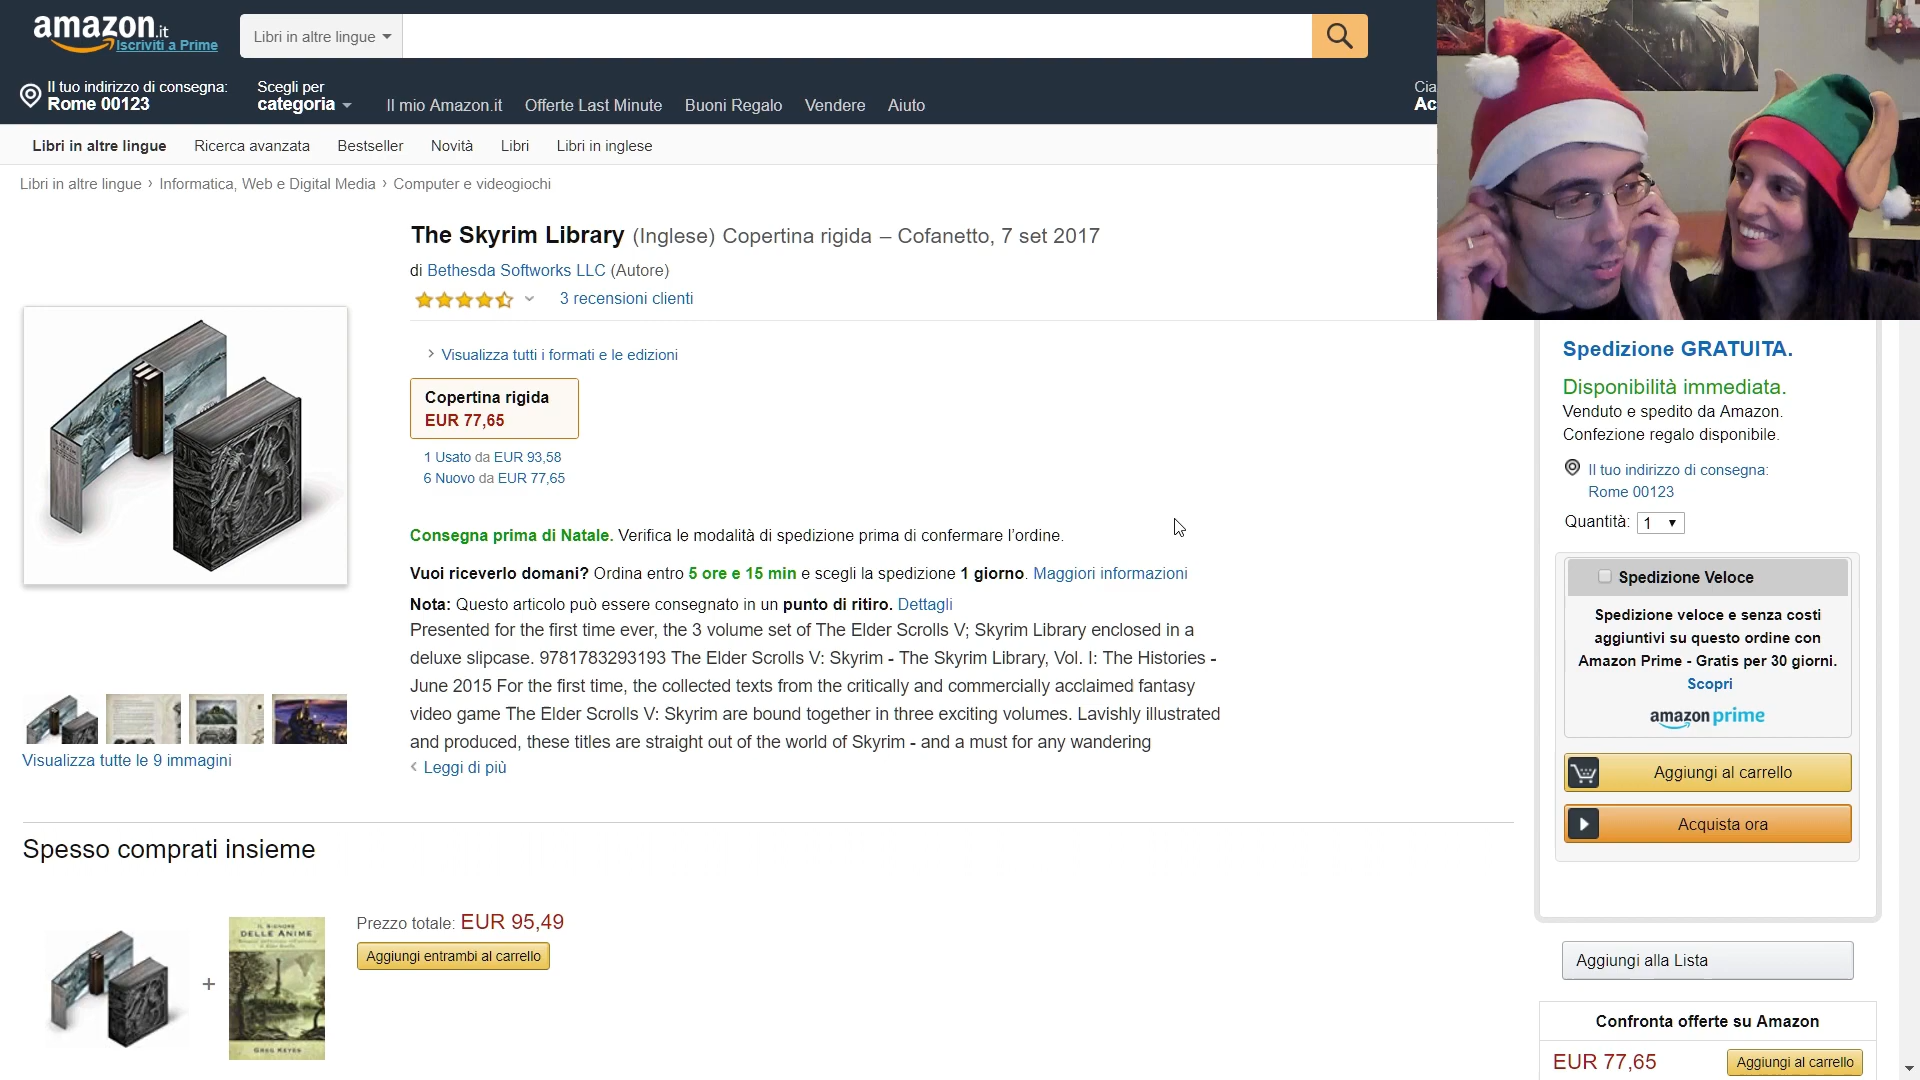 amazon.it
Iscriviti a Prime
Libri in altre lingue
Il tuo indirizzo di consegna:
Rome 00123
Scegli per
categoria
Il mio Amazon.it
Offerte Last Minute
Buoni Regalo
Vendere
Aiuto
Cia
Ac
Libri in altre lingue
Ricerca avanzata
Bestseller
Novità
Libri
Libri in inglese
Libri in altre lingue › Informatica, Web e Digital Media › Computer e videogiochi
The Skyrim Library (Inglese) Copertina rigida – Cofanetto, 7 set 2017
di Bethesda Softworks LLC (Autore)
3 recensioni clienti
Visualizza tutti i formati e le edizioni
Copertina rigida
EUR 77,65
1 Usato da EUR 93,58
6 Nuovo da EUR 77,65
Consegna prima di Natale. Verifica le modalità di spedizione prima di confermare l'ordine.
Vuoi riceverlo domani? Ordina entro 5 ore e 15 min e scegli la spedizione 1 giorno. Maggiori informazioni
Nota: Questo articolo può essere consegnato in un punto di ritiro. Dettagli
Presented for the first time ever, the 3 volume set of The Elder Scrolls V; Skyrim Library enclosed in a
deluxe slipcase. 9781783293193 The Elder Scrolls V: Skyrim - The Skyrim Library, Vol. I: The Histories -
June 2015 For the first time, the collected texts from the critically and commercially acclaimed fantasy
video game The Elder Scrolls V: Skyrim are bound together in three exciting volumes. Lavishly illustrated
and produced, these titles are straight out of the world of Skyrim - and a must for any wandering
Leggi di più
Visualizza tutte le 9 immagini
Spedizione GRATUITA.
Disponibilità immediata.
Venduto e spedito da Amazon.
Confezione regalo disponibile.
Il tuo indirizzo di consegna:
Rome 00123
Quantità: 1
Spedizione Veloce
Spedizione veloce e senza costi
aggiuntivi su questo ordine con
Amazon Prime - Gratis per 30 giorni.
Scopri
amazon prime
Aggiungi al carrello
Acquista ora
Aggiungi alla Lista
Confronta offerte su Amazon
EUR 77,65
Aggiungi al carrello
Spesso comprati insieme
+
IL SIGNORE
DELLE ANIME
GREG KEYES
Prezzo totale: EUR 95,49
Aggiungi entrambi al carrello